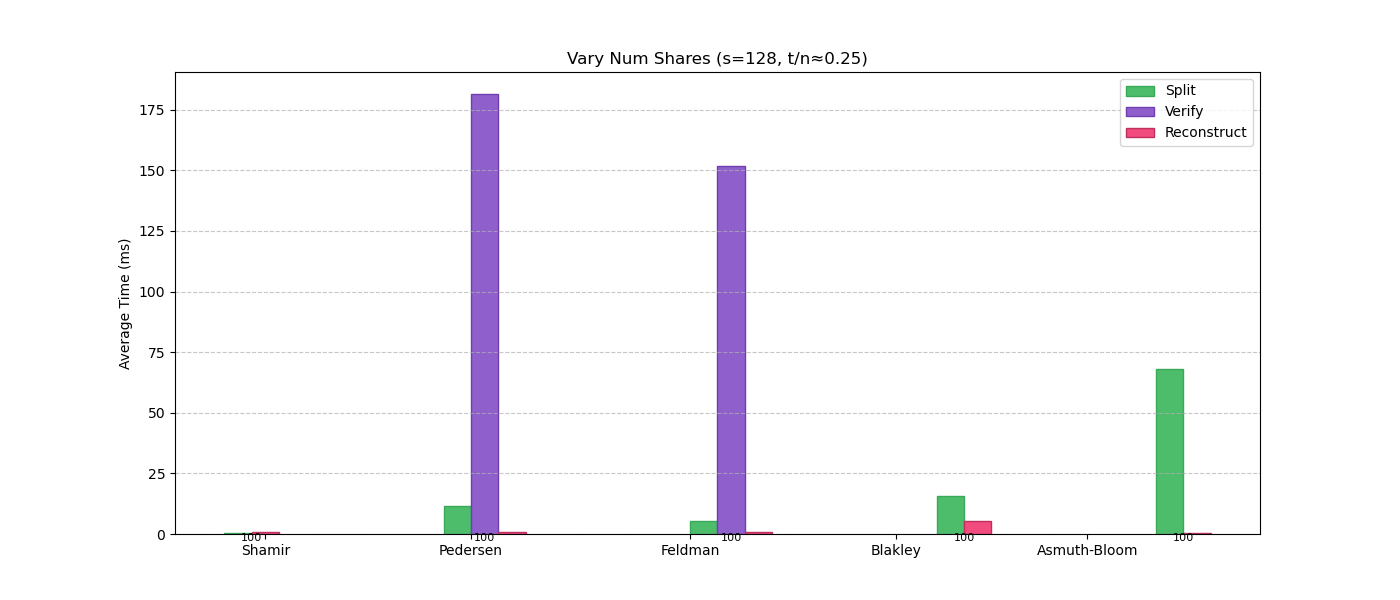 Vary Num Shares (s=128, t/n≈0.25)
Split
Verify
Reconstruct
Average Time (ms)
175
150
125
100
75
50
25
0
100 100 100 100 100
Shamir Pedersen Feldman Blakley Asmuth-Bloom